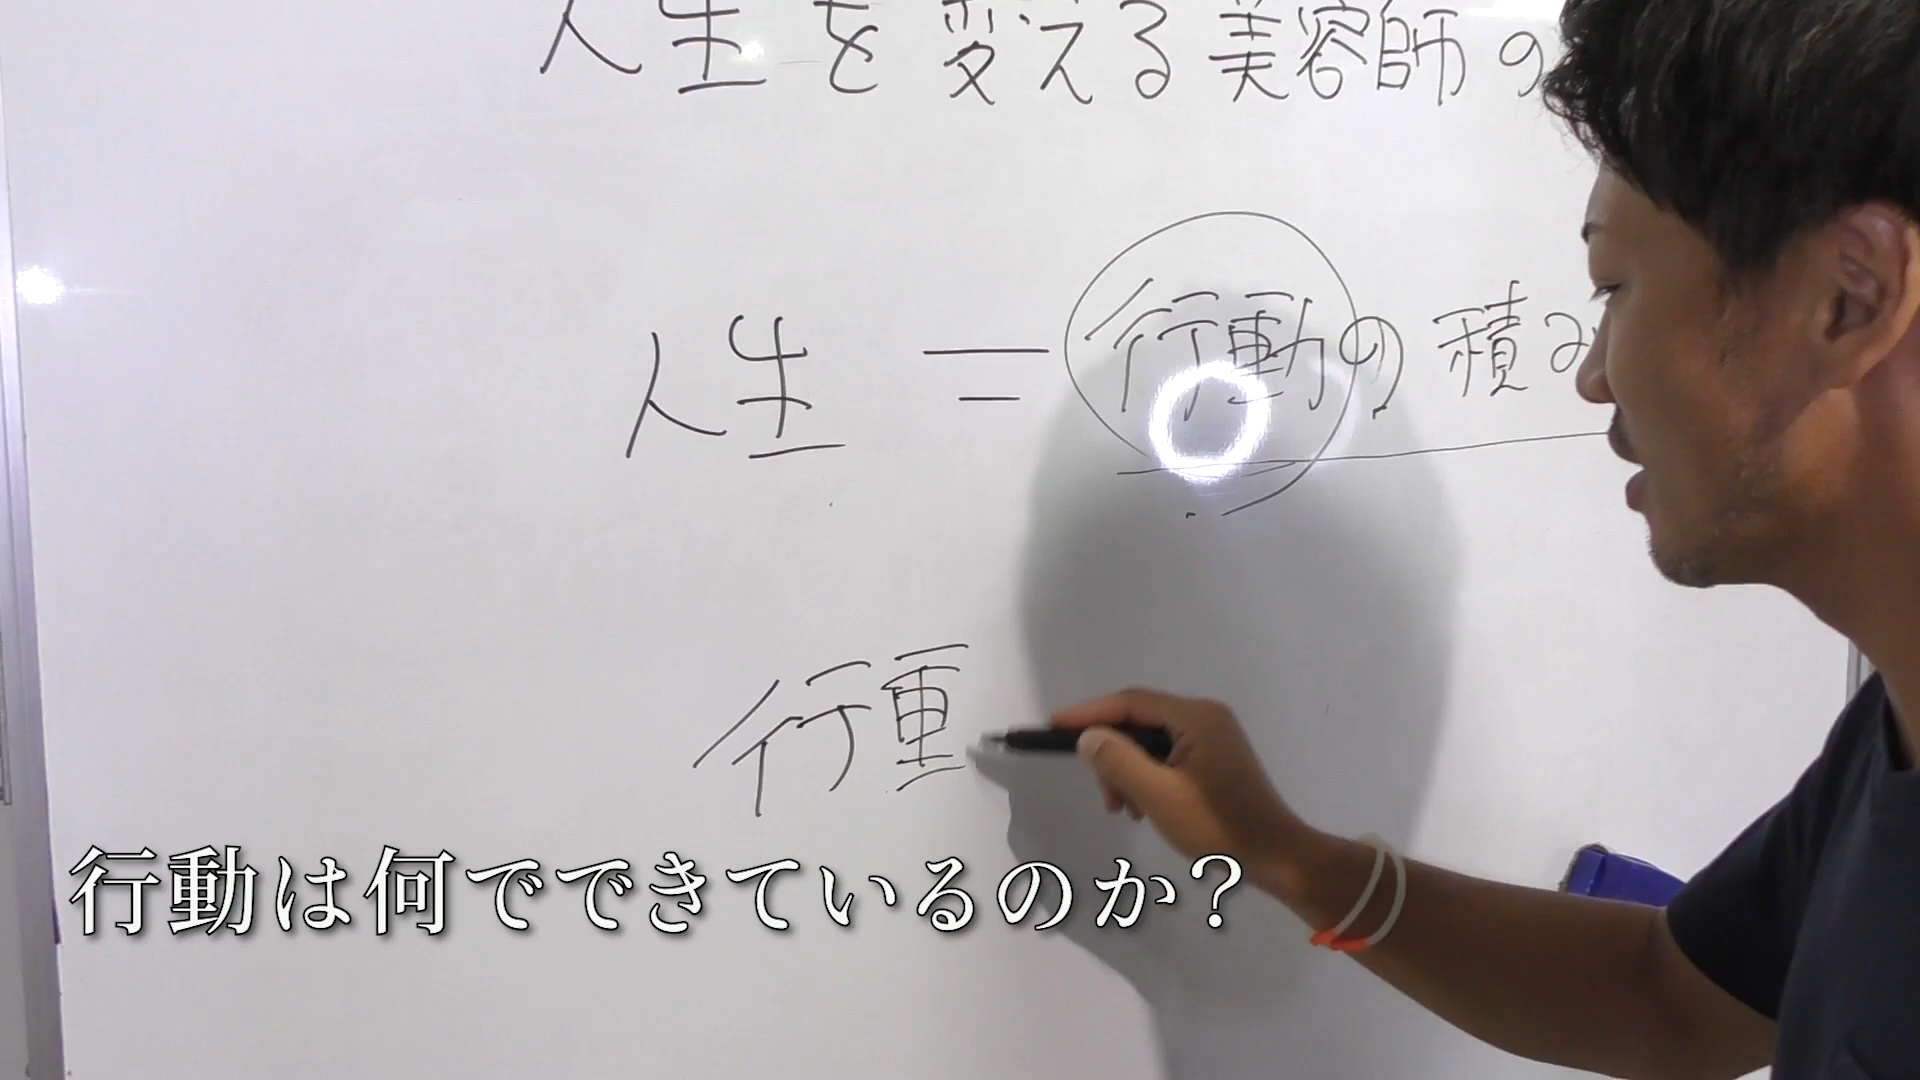 人生を変える美容師の
人生 = 行動の積み
行重
行動は何でできているのか?